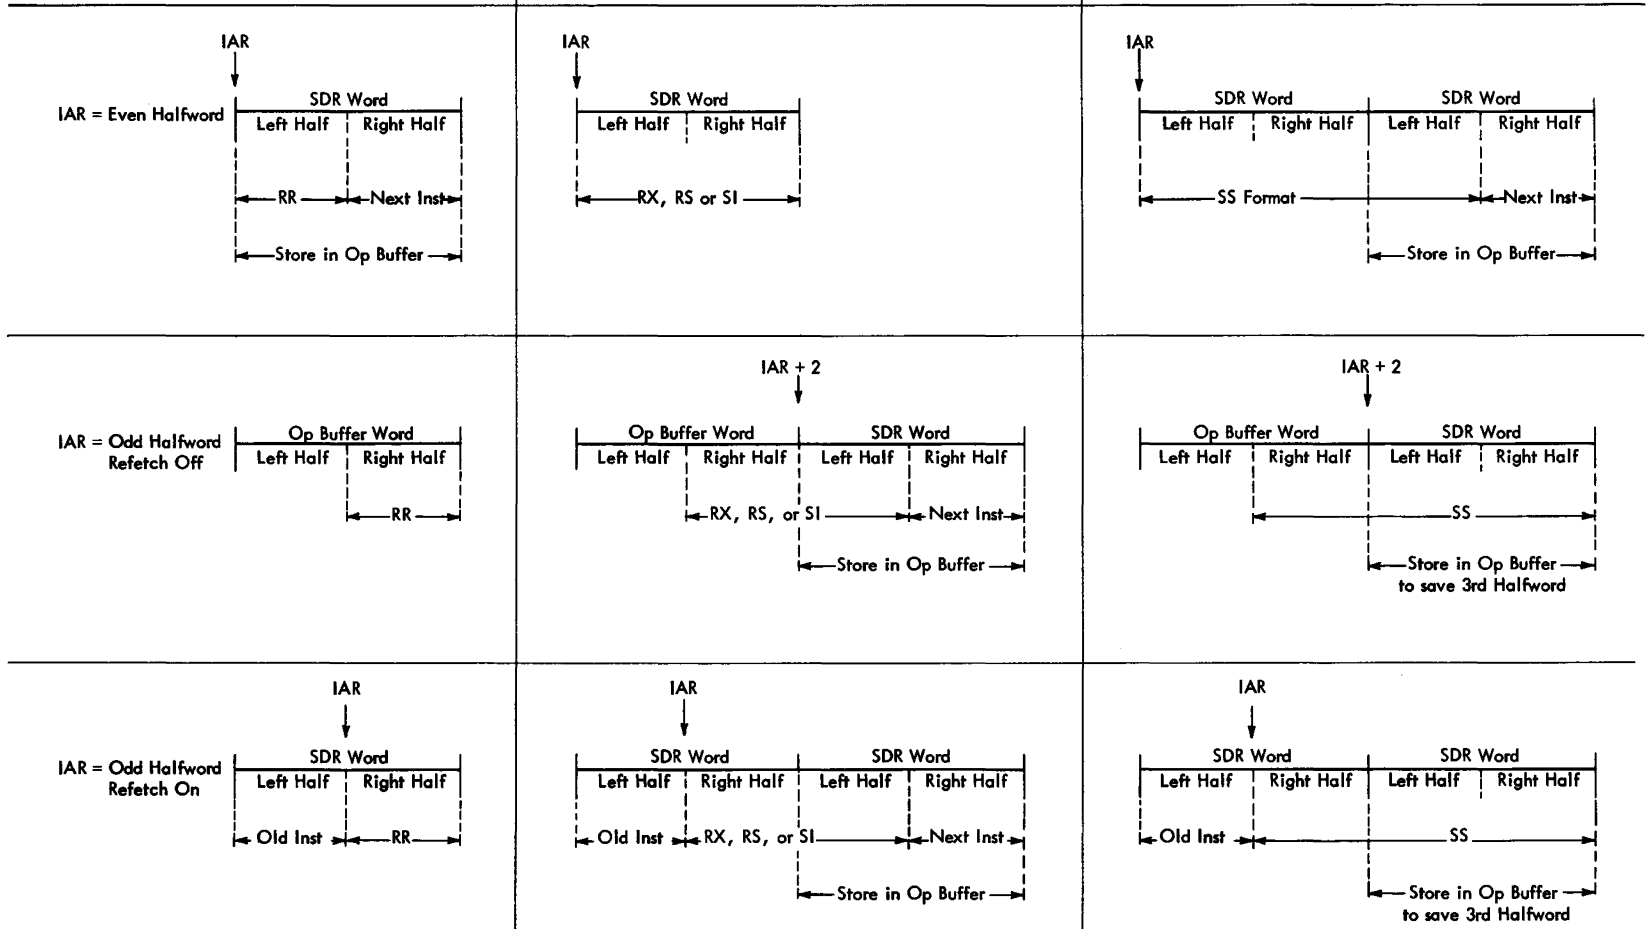 IAR
IAR = Even Halfword
SDR Word
Left Half Right Half
RR Next Inst
Store in Op Buffer
IAR
SDR Word
Left Half Right Half
RX, RS or SI
IAR
SDR Word SDR Word
Left Half Right Half Left Half Right Half
SS Format Next Inst
Store in Op Buffer
IAR = Odd Halfword
Refetch Off
Op Buffer Word
Left Half Right Half
RR
IAR + 2
Op Buffer Word SDR Word
Left Half Right Half Left Half Right Half
RX, RS, or SI Next Inst
Store in Op Buffer
IAR + 2
Op Buffer Word SDR Word
Left Half Right Half Left Half Right Half
SS
Store in Op Buffer
to save 3rd Halfword
IAR
IAR = Odd Halfword
Refetch On
SDR Word
Left Half Right Half
Old Inst RR
IAR
SDR Word SDR Word
Left Half Right Half Left Half Right Half
Old Inst RX, RS, or SI Next Inst
Store in Op Buffer
IAR
SDR Word SDR Word
Left Half Right Half Left Half Right Half
Old Inst SS
Store in Op Buffer
to save 3rd Halfword